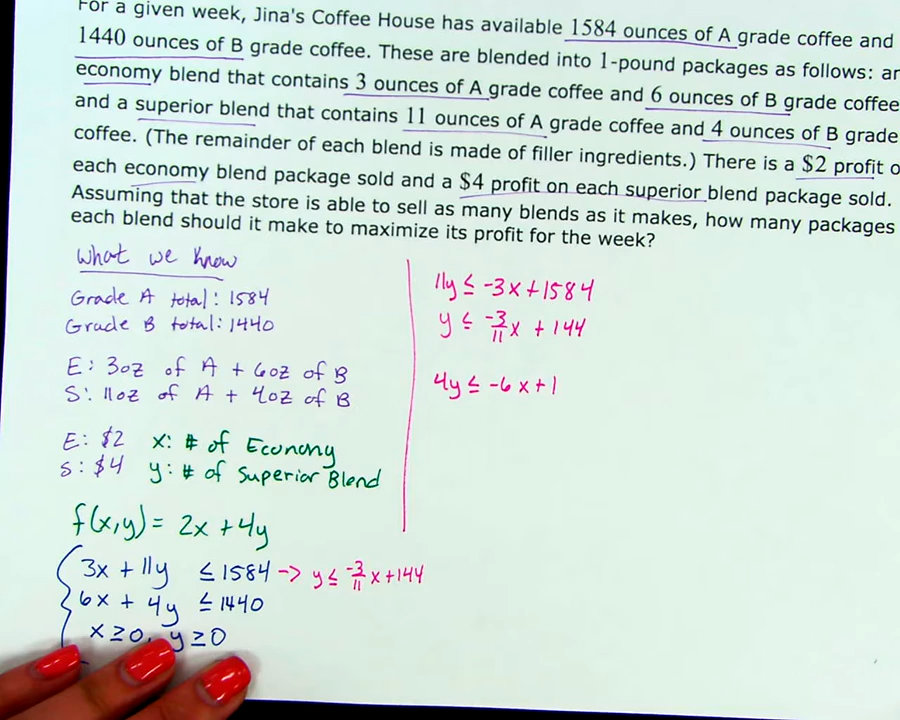 For a given week, Jina's Coffee House has available 1584 ounces of A grade coffee and
1440 ounces of B grade coffee. These are blended into 1-pound packages as follows: an
economy blend that contains 3 ounces of A grade coffee and 6 ounces of B grade coffee
and a superior blend that contains 11 ounces of A grade coffee and 4 ounces of B grade
coffee. (The remainder of each blend is made of filler ingredients.) There is a $2 profit o
each economy blend package sold and a $4 profit on each superior blend package sold.
Assuming that the store is able to sell as many blends as it makes, how many packages
each blend should it make to maximize its profit for the week?
What we know
Grade A total: 1584
Grade B total: 1440
E: 3oz of A + 6oz of B
S: 11oz of A + 4oz of B
E: $2 x: # of Economy
S: $4 y: # of Superior Blend
f(x,y) = 2x + 4y
3x + 11y ≤ 1584 -> y ≤ -3/11 x + 144
6x + 4y ≤ 1440
x ≥ 0, y ≥ 0
11y ≤ -3x + 1584
y ≤ -3/11 x + 144
4y ≤ -6x + 1